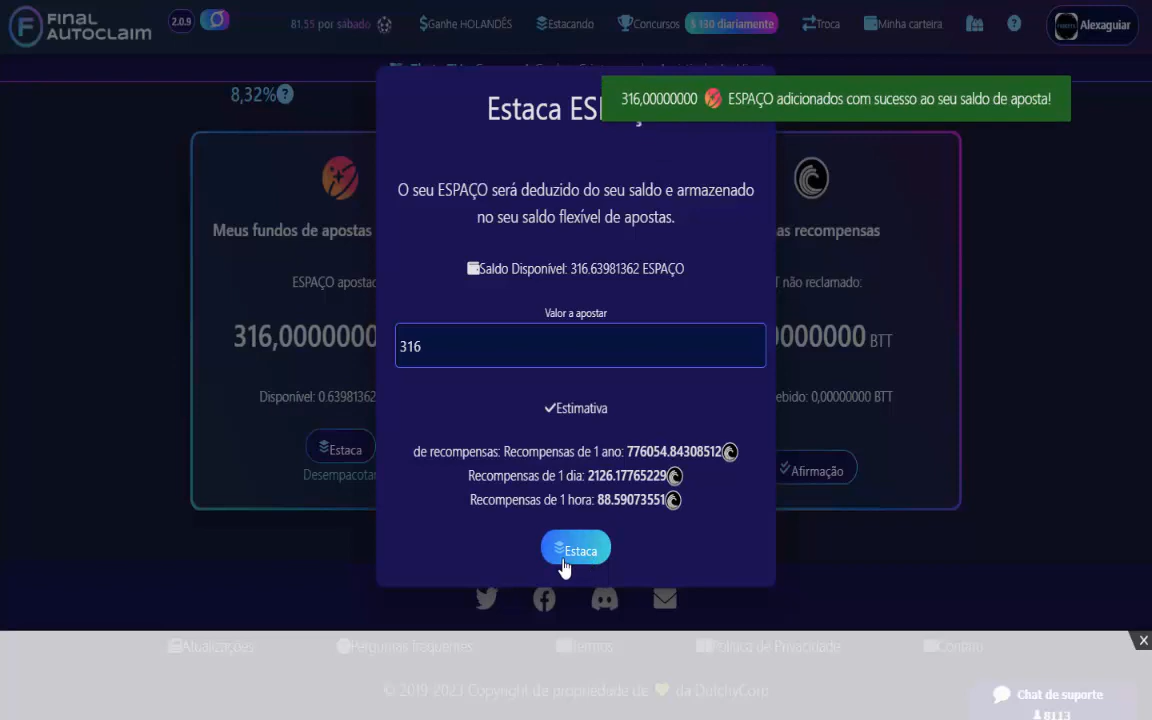 FINAL
AUTOCLAIM
2.0.9
81.55 por sábado
Ganhe HOLANDÊS
Estacando
Concursos
$ 130 diariamente
Troca
Minha carteira
Alexaguiar
8,32%
316,00000000 ESPAÇO adicionados com sucesso ao seu saldo de aposta!
Estaca
O seu ESPAÇO será deduzido do seu saldo e armazenado
no seu saldo flexível de apostas.
Saldo Disponível: 316.63981362 ESPAÇO
Valor a apostar
316
Estimativa
de recompensas: Recompensas de 1 ano: 776054.84308512
Recompensas de 1 dia: 2126.17765229
Recompensas de 1 hora: 88.59073551
Estaca
Meus fundos de apostas
ESPAÇO apostad
316,0000000
Disponível: 0.63981362
Estaca
Desempacotar
as recompensas
T não reclamado:
0000000 BTT
ebido: 0,00000000 BTT
Afirmação
X
Atualizações
Perguntas frequentes
Termos
Política de Privacidade
Contato
© 2019-2023 Copyright de propriedade de 💛 da DutchyCorp
Chat de suporte
8113